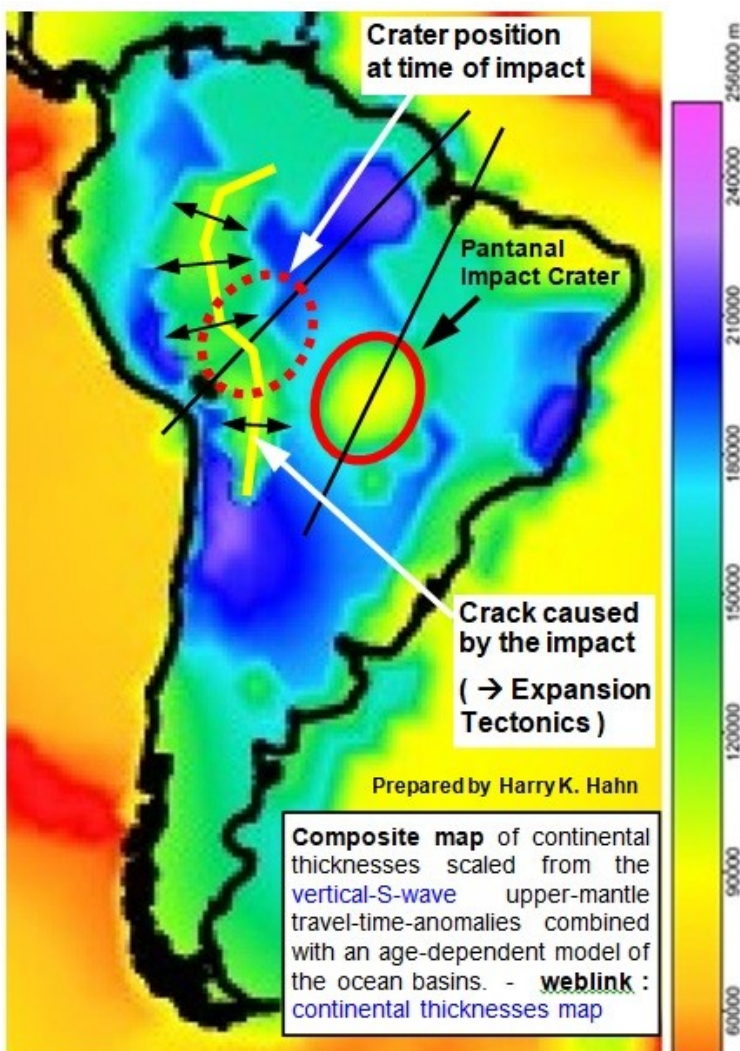 Crater position
at time of impact
Pantanal
Impact Crater
Crack caused
by the impact
( → Expansion
Tectonics )
Prepared by Harry K. Hahn
Composite map of continental
thicknesses scaled from the
vertical-S-wave upper-mantle
travel-time-anomalies combined
with an age-dependent model of
the ocean basins. - weblink :
continental thicknesses map
256000 m
240000
210000
180000
150000
120000
90000
60000